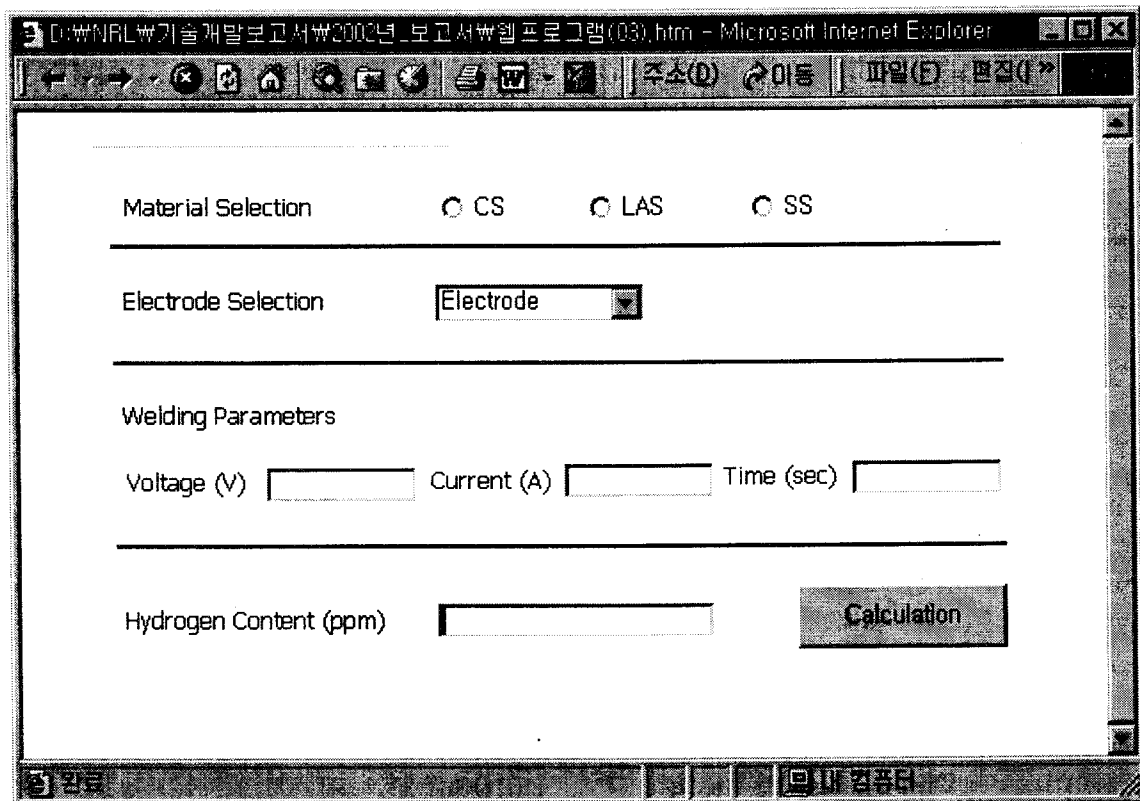 D:₩NRL₩기술개발보고서₩2002년_보고서₩웹프로그램(03).htm - Microsoft Internet Explorer
주소(D) 이동 파일(F) 편집( »
Material Selection CS LAS SS
Electrode Selection Electrode
Welding Parameters
Voltage (V) Current (A) Time (sec)
Hydrogen Content (ppm) Calculation
완료 내 컴퓨터